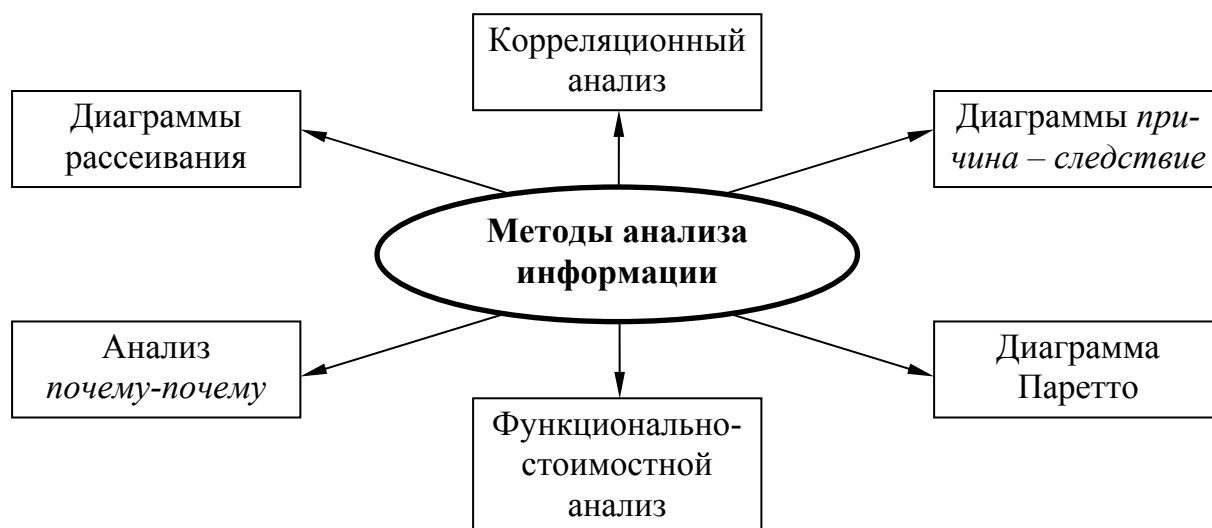 Корреляционный
анализ
Диаграммы
рассеивания
Диаграммы при-
чина – следствие
Методы анализа
информации
Анализ
почему-почему
Диаграмма
Паретто
Функционально-
стоимостной
анализ